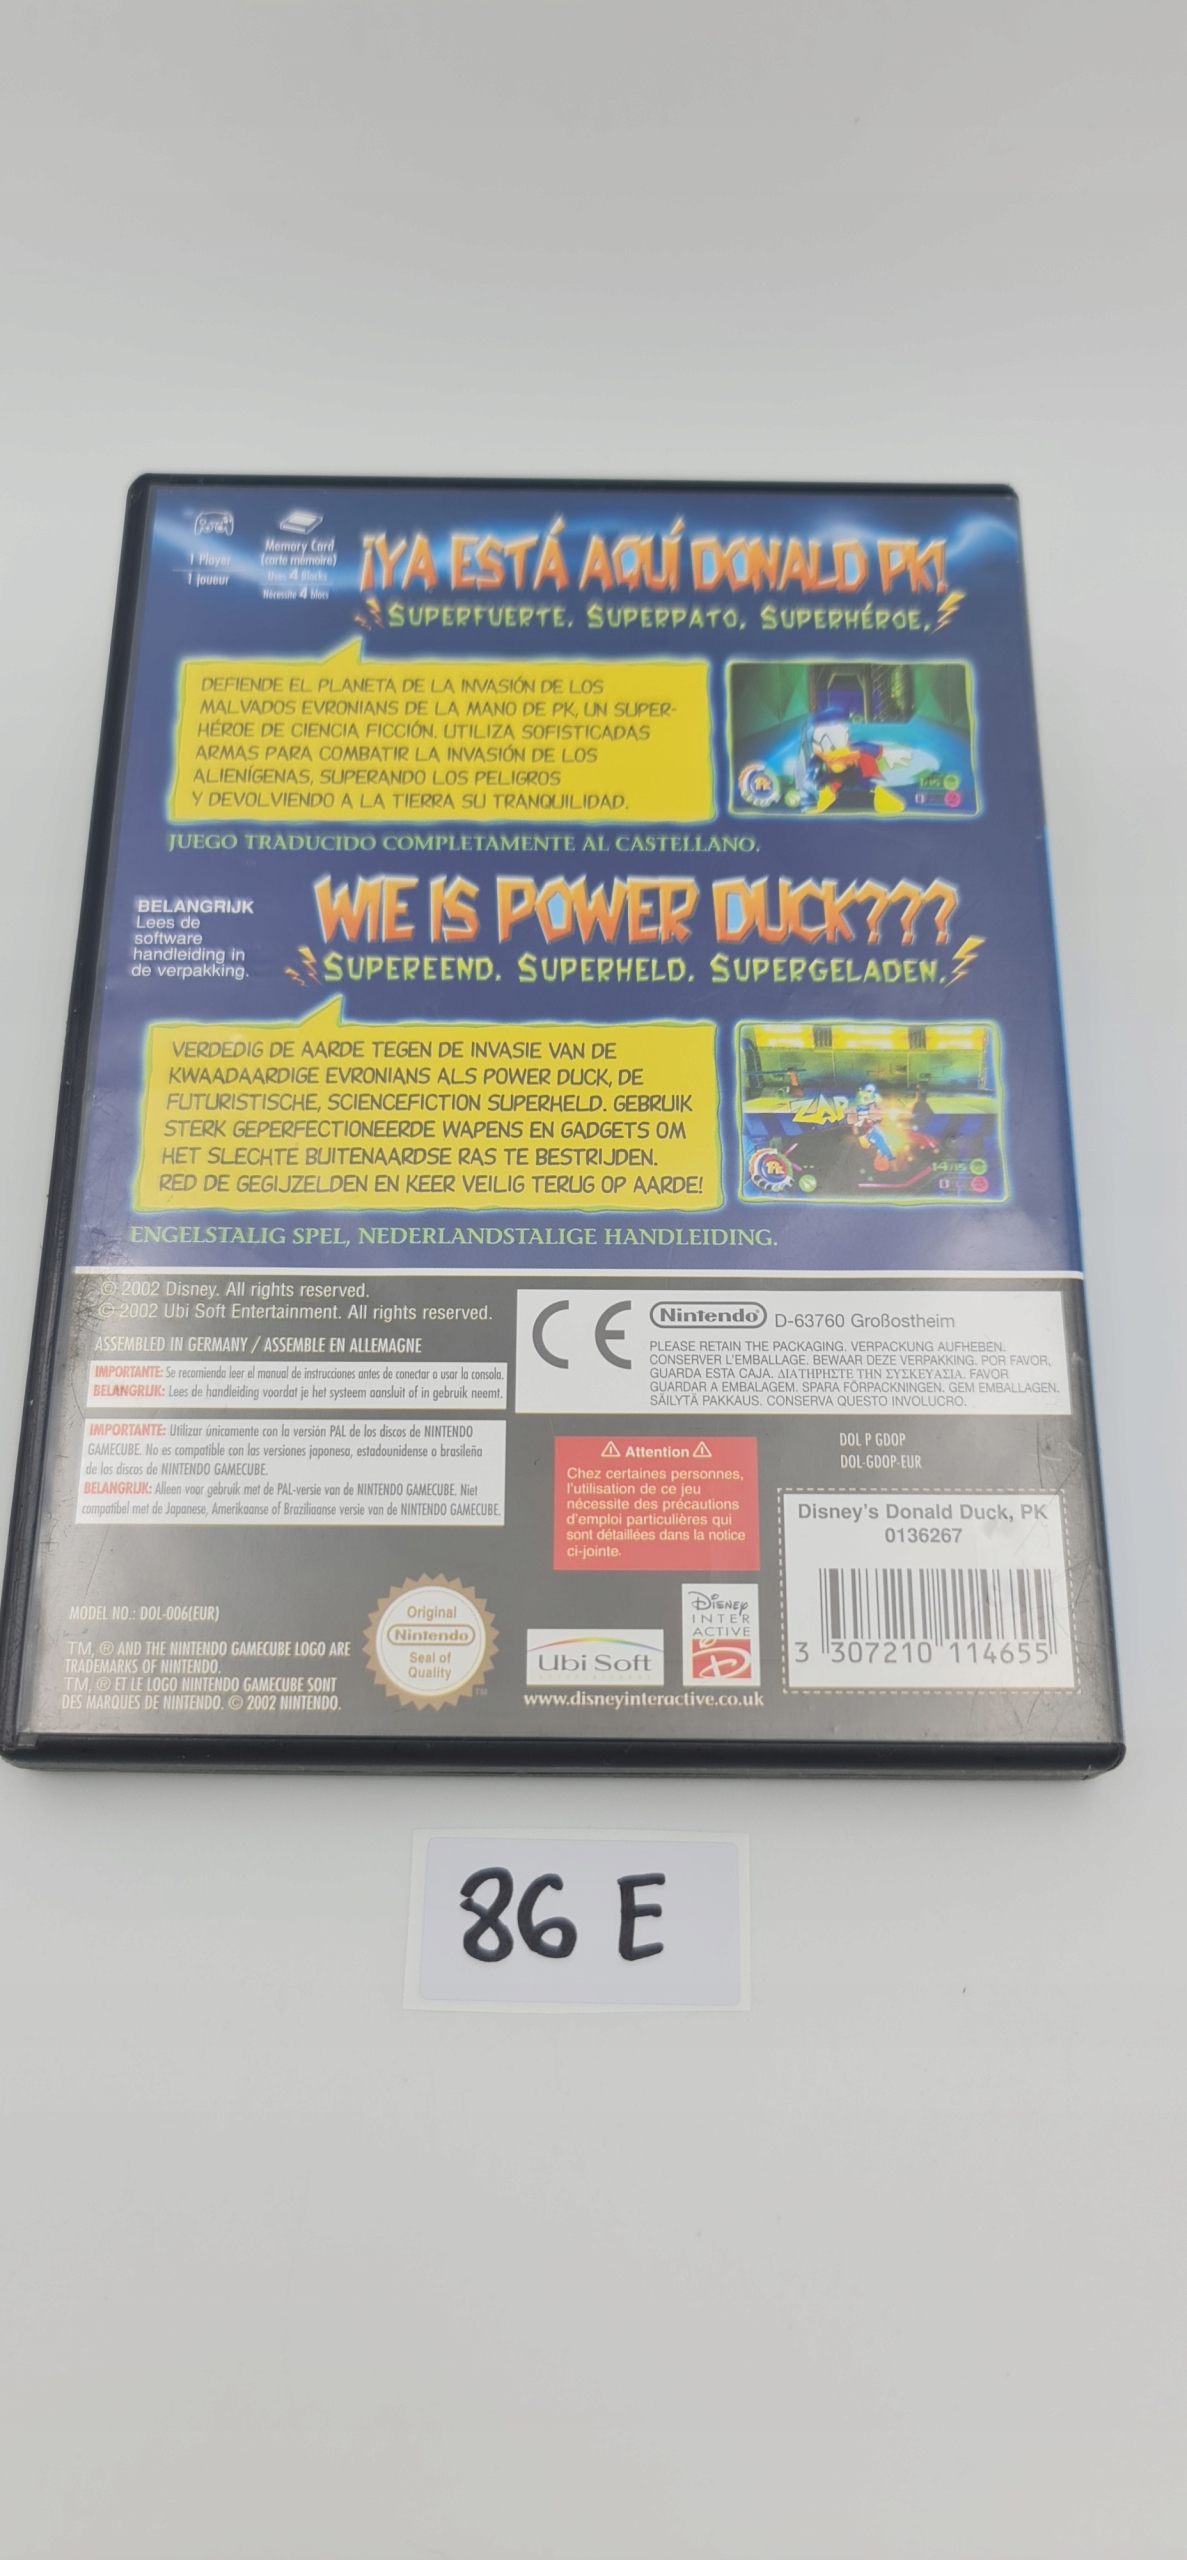 1 Player
1 Joueur
Memory Card
(carte mémoire)
Uses 4 Blocks
Nécessite 4 blocs
¡YA ESTÁ AQUÍ DONALD PK!
SUPERFUERTE. SUPERPATO. SUPERHÉROE.
DEFIENDE EL PLANETA DE LA INVASIÓN DE LOS
MALVADOS EVRONIANS DE LA MANO DE PK, UN SUPER-
HÉROE DE CIENCIA FICCIÓN. UTILIZA SOFISTICADAS
ARMAS PARA COMBATIR LA INVASIÓN DE LOS
ALIENÍGENAS, SUPERANDO LOS PELIGROS
Y DEVOLVIENDO A LA TIERRA SU TRANQUILIDAD.
PK
1/15
JUEGO TRADUCIDO COMPLETAMENTE AL CASTELLANO.
BELANGRIJK
Lees de
software
handleiding in
de verpakking.
WIE IS POWER DUCK???
SUPEREEND. SUPERHELD. SUPERGELADEN.
VERDEDIG DE AARDE TEGEN DE INVASIE VAN DE
KWAADAARDIGE EVRONIANS ALS POWER DUCK, DE
FUTURISTISCHE, SCIENCEFICTION SUPERHELD. GEBRUIK
STERK GEPERFECTIONEERDE WAPENS EN GADGETS OM
HET SLECHTE BUITENAARDSE RAS TE BESTRIJDEN.
RED DE GEGIJZELDEN EN KEER VEILIG TERUG OP AARDE!
ZAP
PK
14/15
ENGELSTALIG SPEL, NEDERLANDSTALIGE HANDLEIDING.
© 2002 Disney. All rights reserved.
© 2002 Ubi Soft Entertainment. All rights reserved.
ASSEMBLED IN GERMANY / ASSEMBLE EN ALLEMAGNE
IMPORTANTE: Se recomienda leer el manual de instrucciones antes de conectar o usar la consola.
BELANGRIJK: Lees de handleiding voordat je het systeem aansluit of in gebruik neemt.
IMPORTANTE: Utilizar únicamente con la versión PAL de los discos de NINTENDO
GAMECUBE. No es compatible con las versiones japonesa, estadounidense o brasileña
de los discos de NINTENDO GAMECUBE.
BELANGRIJK: Alleen voor gebruik met de PAL-versie van de NINTENDO GAMECUBE. Niet
compatibel met de Japanese, Amerikaanse of Braziliaanse versie van de NINTENDO GAMECUBE.
CE
Nintendo® D-63760 Großostheim
PLEASE RETAIN THE PACKAGING. VERPACKUNG AUFHEBEN.
CONSERVER L'EMBALLAGE. BEWAAR DEZE VERPAKKING. POR FAVOR,
GUARDA ESTA CAJA. ΔΙΑΤΗΡΗΣΤΕ ΤΗΝ ΣΥΣΚΕΥΑΣΙΑ. FAVOR
GUARDAR A EMBALAGEM. SPARA FÖRPACKNINGEN. GEM EMBALLAGEN.
SÄILYTÄ PAKKAUS. CONSERVA QUESTO INVOLUCRO.
Attention
Chez certaines personnes,
l'utilisation de ce jeu
nécessite des précautions
d'emploi particulières qui
sont détaillées dans la notice
ci-jointe.
DOL P GDOP
DOL-GDOP-EUR
Disney's Donald Duck, PK
0136267
3 307210 114655
MODEL NO.: DOL-006(EUR)
TM, ® AND THE NINTENDO GAMECUBE LOGO ARE
TRADEMARKS OF NINTENDO.
TM, ® ET LE LOGO NINTENDO GAMECUBE SONT
DES MARQUES DE NINTENDO. © 2002 NINTENDO.
Original
Nintendo®
Seal of
Quality
TM
Ubi Soft
Disney
INTER
ACTIVE
www.disneyinteractive.co.uk
86 E